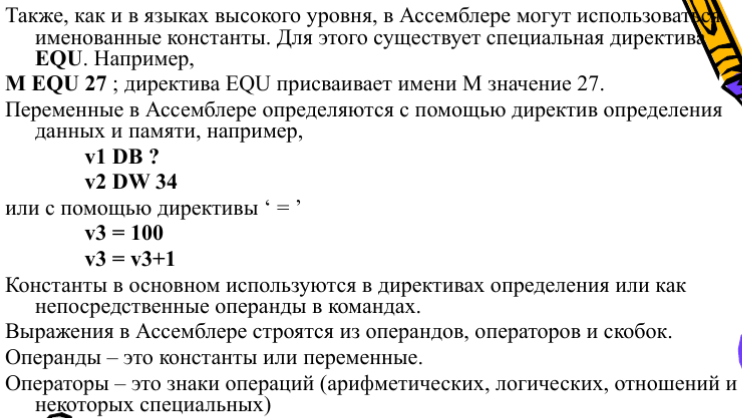 Также, как и в языках высокого уровня, в Ассемблере могут использоваться
именованные константы. Для этого существует специальная директива
EQU. Например,
M EQU 27 ; директива EQU присваивает имени М значение 27.
Переменные в Ассемблере определяются с помощью директив определения
данных и памяти, например,
v1 DB ?
v2 DW 34
или с помощью директивы ‘ = ’
v3 = 100
v3 = v3+1
Константы в основном используются в директивах определения или как
непосредственные операнды в командах.
Выражения в Ассемблере строятся из операндов, операторов и скобок.
Операнды – это константы или переменные.
Операторы – это знаки операций (арифметических, логических, отношений и
некоторых специальных)